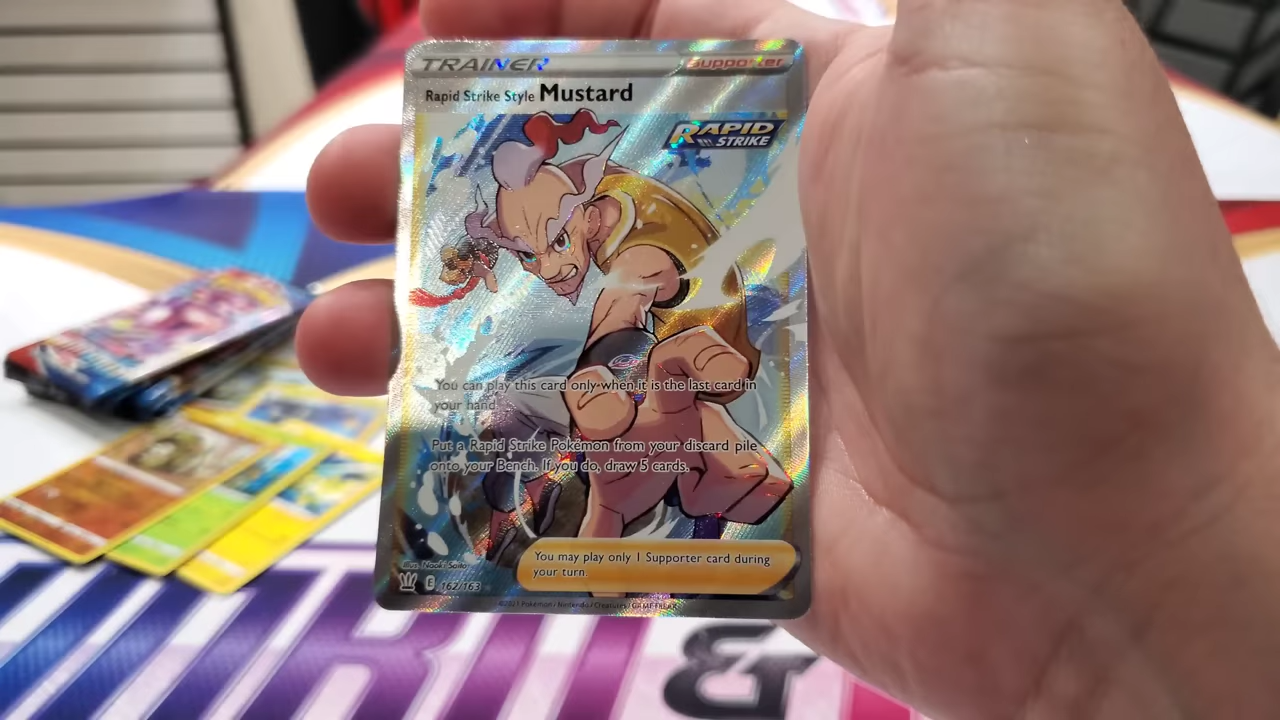 TRAINER Supporter
Rapid Strike Style Mustard
RAPID
STRIKE
You can play this card only when it is the last card in
your hand.
Put a Rapid Strike Pokémon from your discard pile
onto your Bench. If you do, draw 5 cards.
You may play only 1 Supporter card during
your turn.
Illus. Naoki Saito
E 162/163
©2021 Pokémon / Nintendo / Creatures / GAME FREAK
&